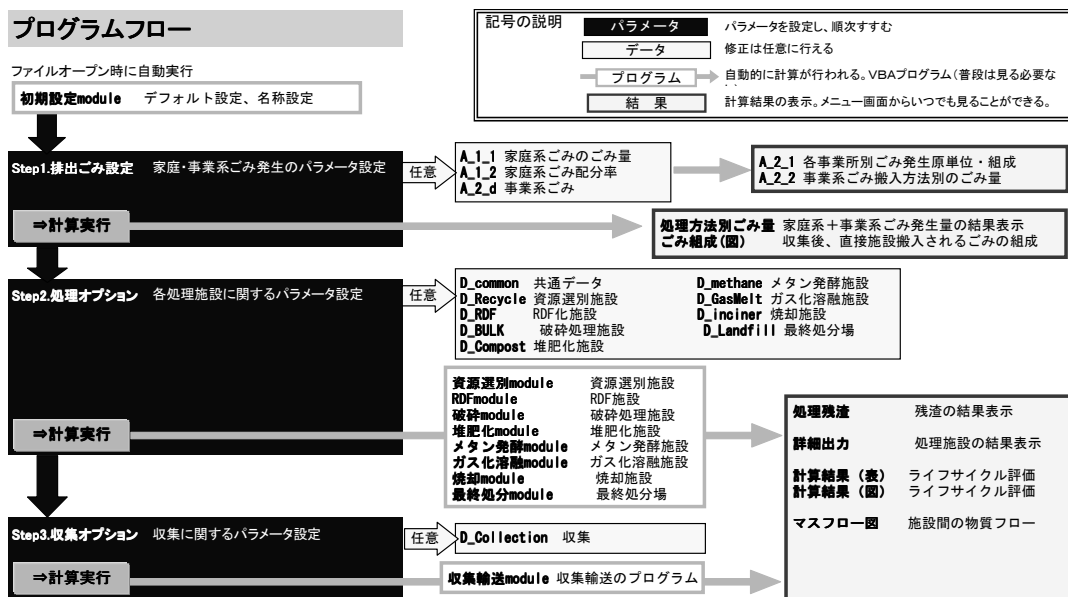 プログラムフロー
記号の説明
パラメータ パラメータを設定し、順次すすむ
データ 修正は任意に行える
プログラム 自動的に計算が行われる。VBAプログラム(普段は見る必要な
結 果 計算結果の表示。メニュー画面からいつでも見ることができる。
ファイルオープン時に自動実行
初期設定module デフォルト設定、名称設定
Step1.排出ごみ設定 家庭・事業系ごみ発生のパラメータ設定
任意
A_1_1 家庭系ごみのごみ量
A_1_2 家庭系ごみ配分率
A_2_d 事業系ごみ
A_2_1 各事業所別ごみ発生原単位・組成
A_2_2 事業系ごみ搬入方法別のごみ量
⇒計算実行
処理方法別ごみ量 家庭系+事業系ごみ発生量の結果表示
ごみ組成(図) 収集後、直接施設搬入されるごみの組成
Step2.処理オプション 各処理施設に関するパラメータ設定
任意
D_common 共通データ
D_Recycle 資源選別施設
D_RDF RDF化施設
D_BULK 破砕処理施設
D_Compost 堆肥化施設
D_methane メタン発酵施設
D_GasMelt ガス化溶融施設
D_inciner 焼却施設
D_Landfill 最終処分場
⇒計算実行
資源選別module 資源選別施設
RDFmodule RDF施設
破砕module 破砕処理施設
堆肥化module 堆肥化施設
メタン発酵module メタン発酵施設
ガス化溶融module ガス化溶融施設
焼却module 焼却施設
最終処分module 最終処分場
処理残渣 残渣の結果表示
詳細出力 処理施設の結果表示
計算結果(表) ライフサイクル評価
計算結果(図) ライフサイクル評価
マスフロー図 施設間の物質フロー
Step3.収集オプション 収集に関するパラメータ設定
任意
D_Collection 収集
⇒計算実行
収集輸送module 収集輸送のプログラム